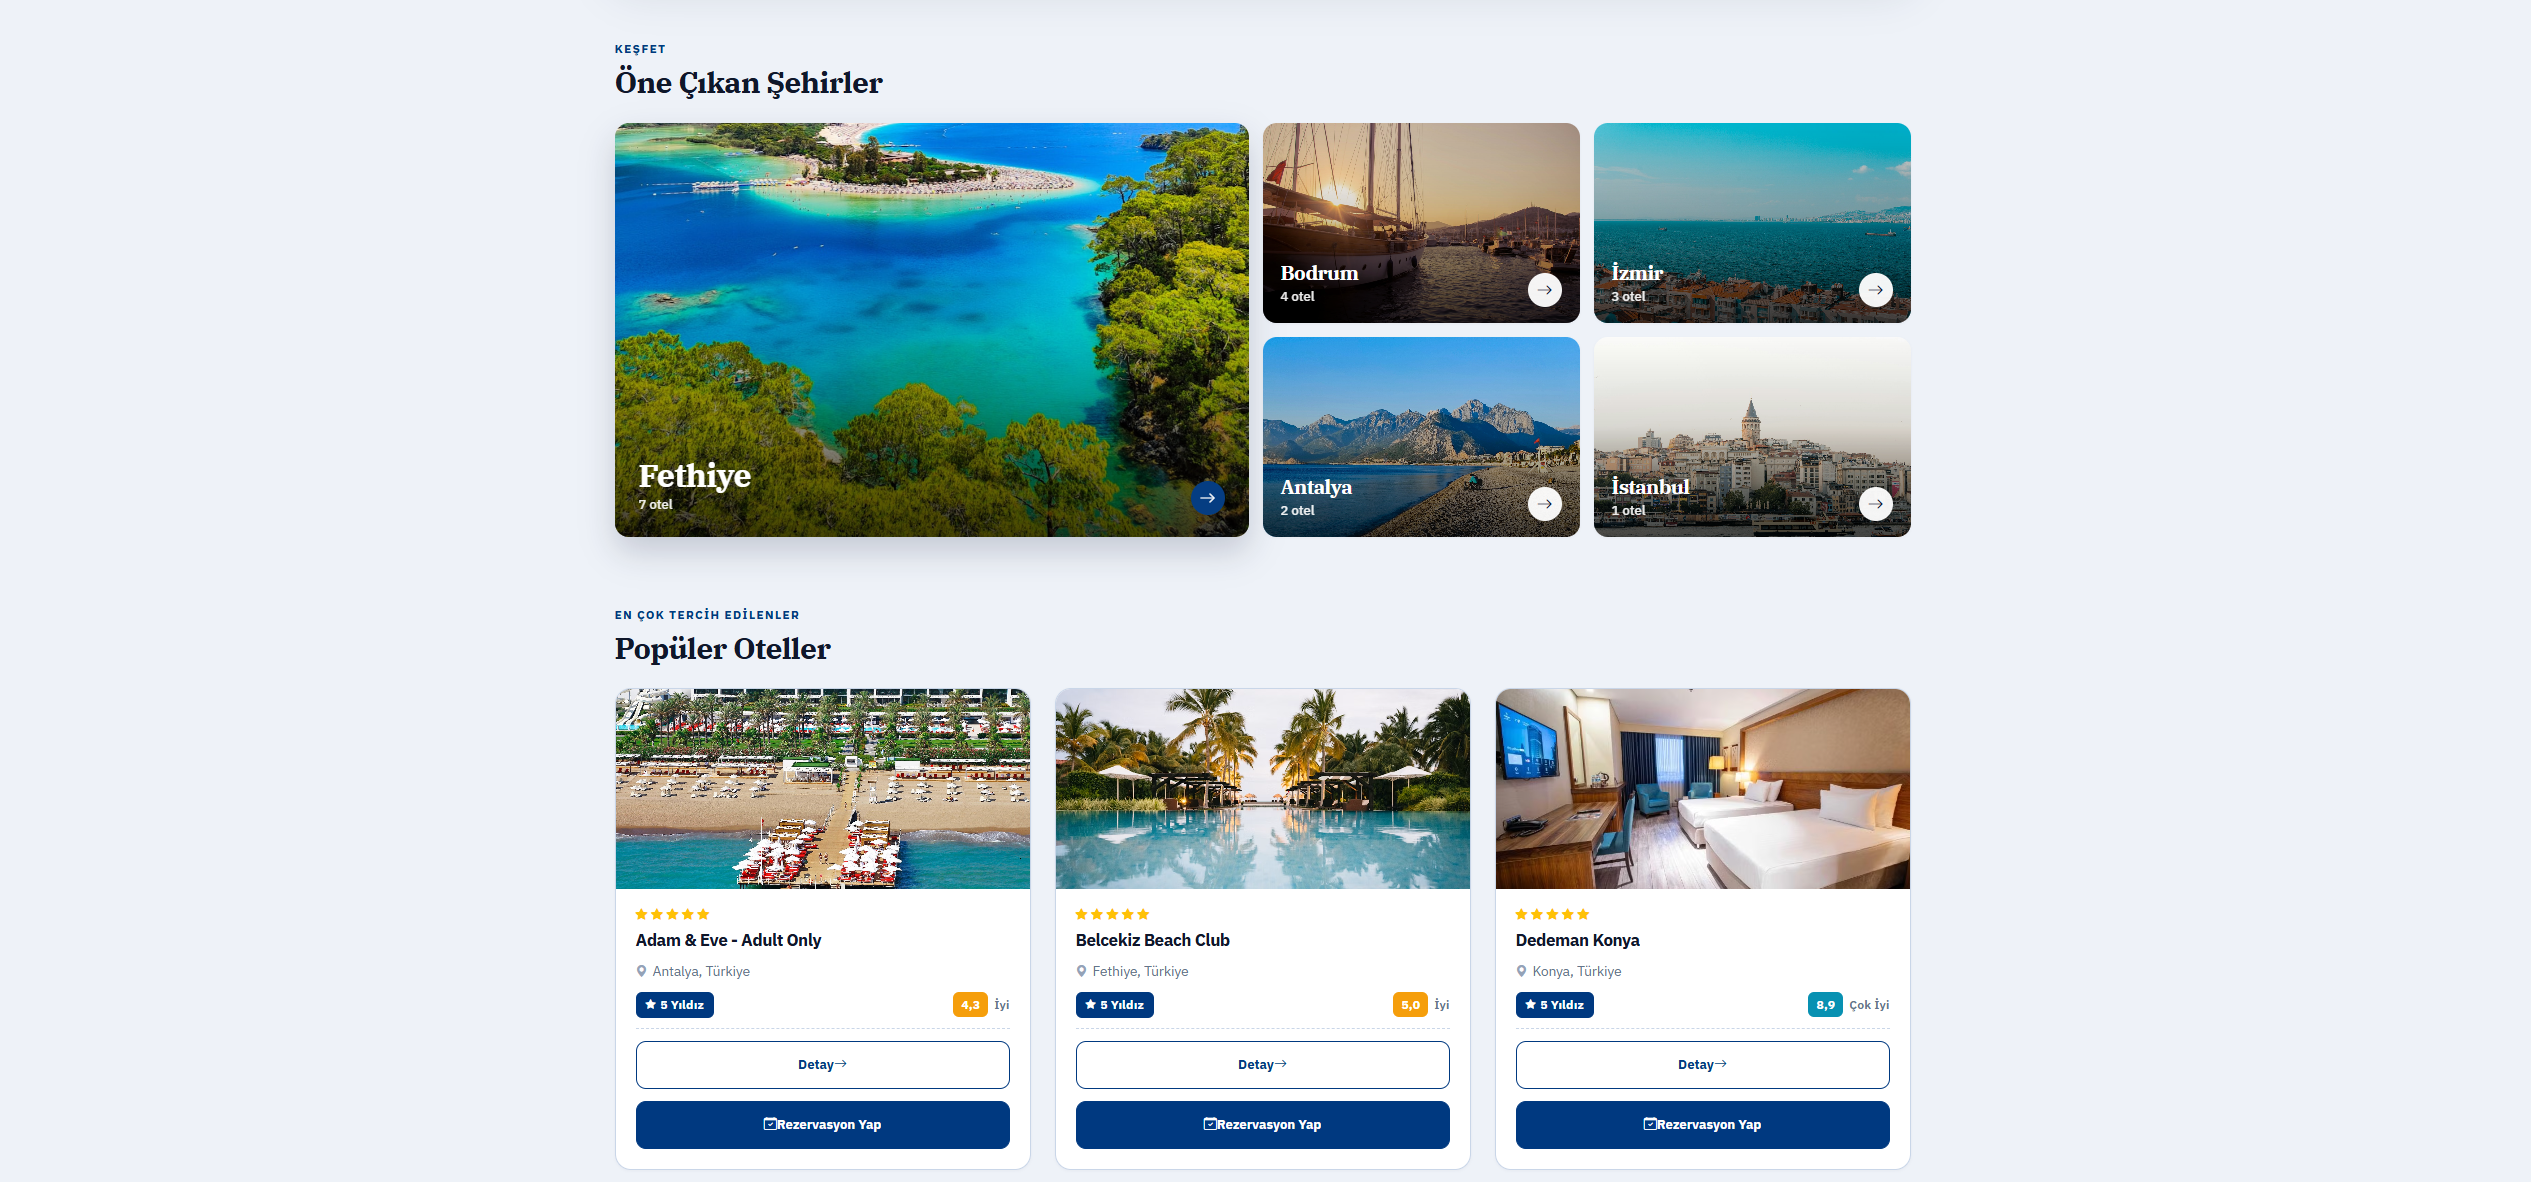 KEŞFET
Öne Çıkan Şehirler
Fethiye
7 otel
Bodrum
4 otel
İzmir
3 otel
Antalya
2 otel
İstanbul
1 otel
EN ÇOK TERCİH EDİLENLER
Popüler Oteller
Adam & Eve - Adult Only
Antalya, Türkiye
5 Yıldız
4,3 İyi
Detay→
Rezervasyon Yap
Belcekiz Beach Club
Fethiye, Türkiye
5 Yıldız
5,0 İyi
Detay→
Rezervasyon Yap
Dedeman Konya
Konya, Türkiye
5 Yıldız
8,9 Çok İyi
Detay→
Rezervasyon Yap